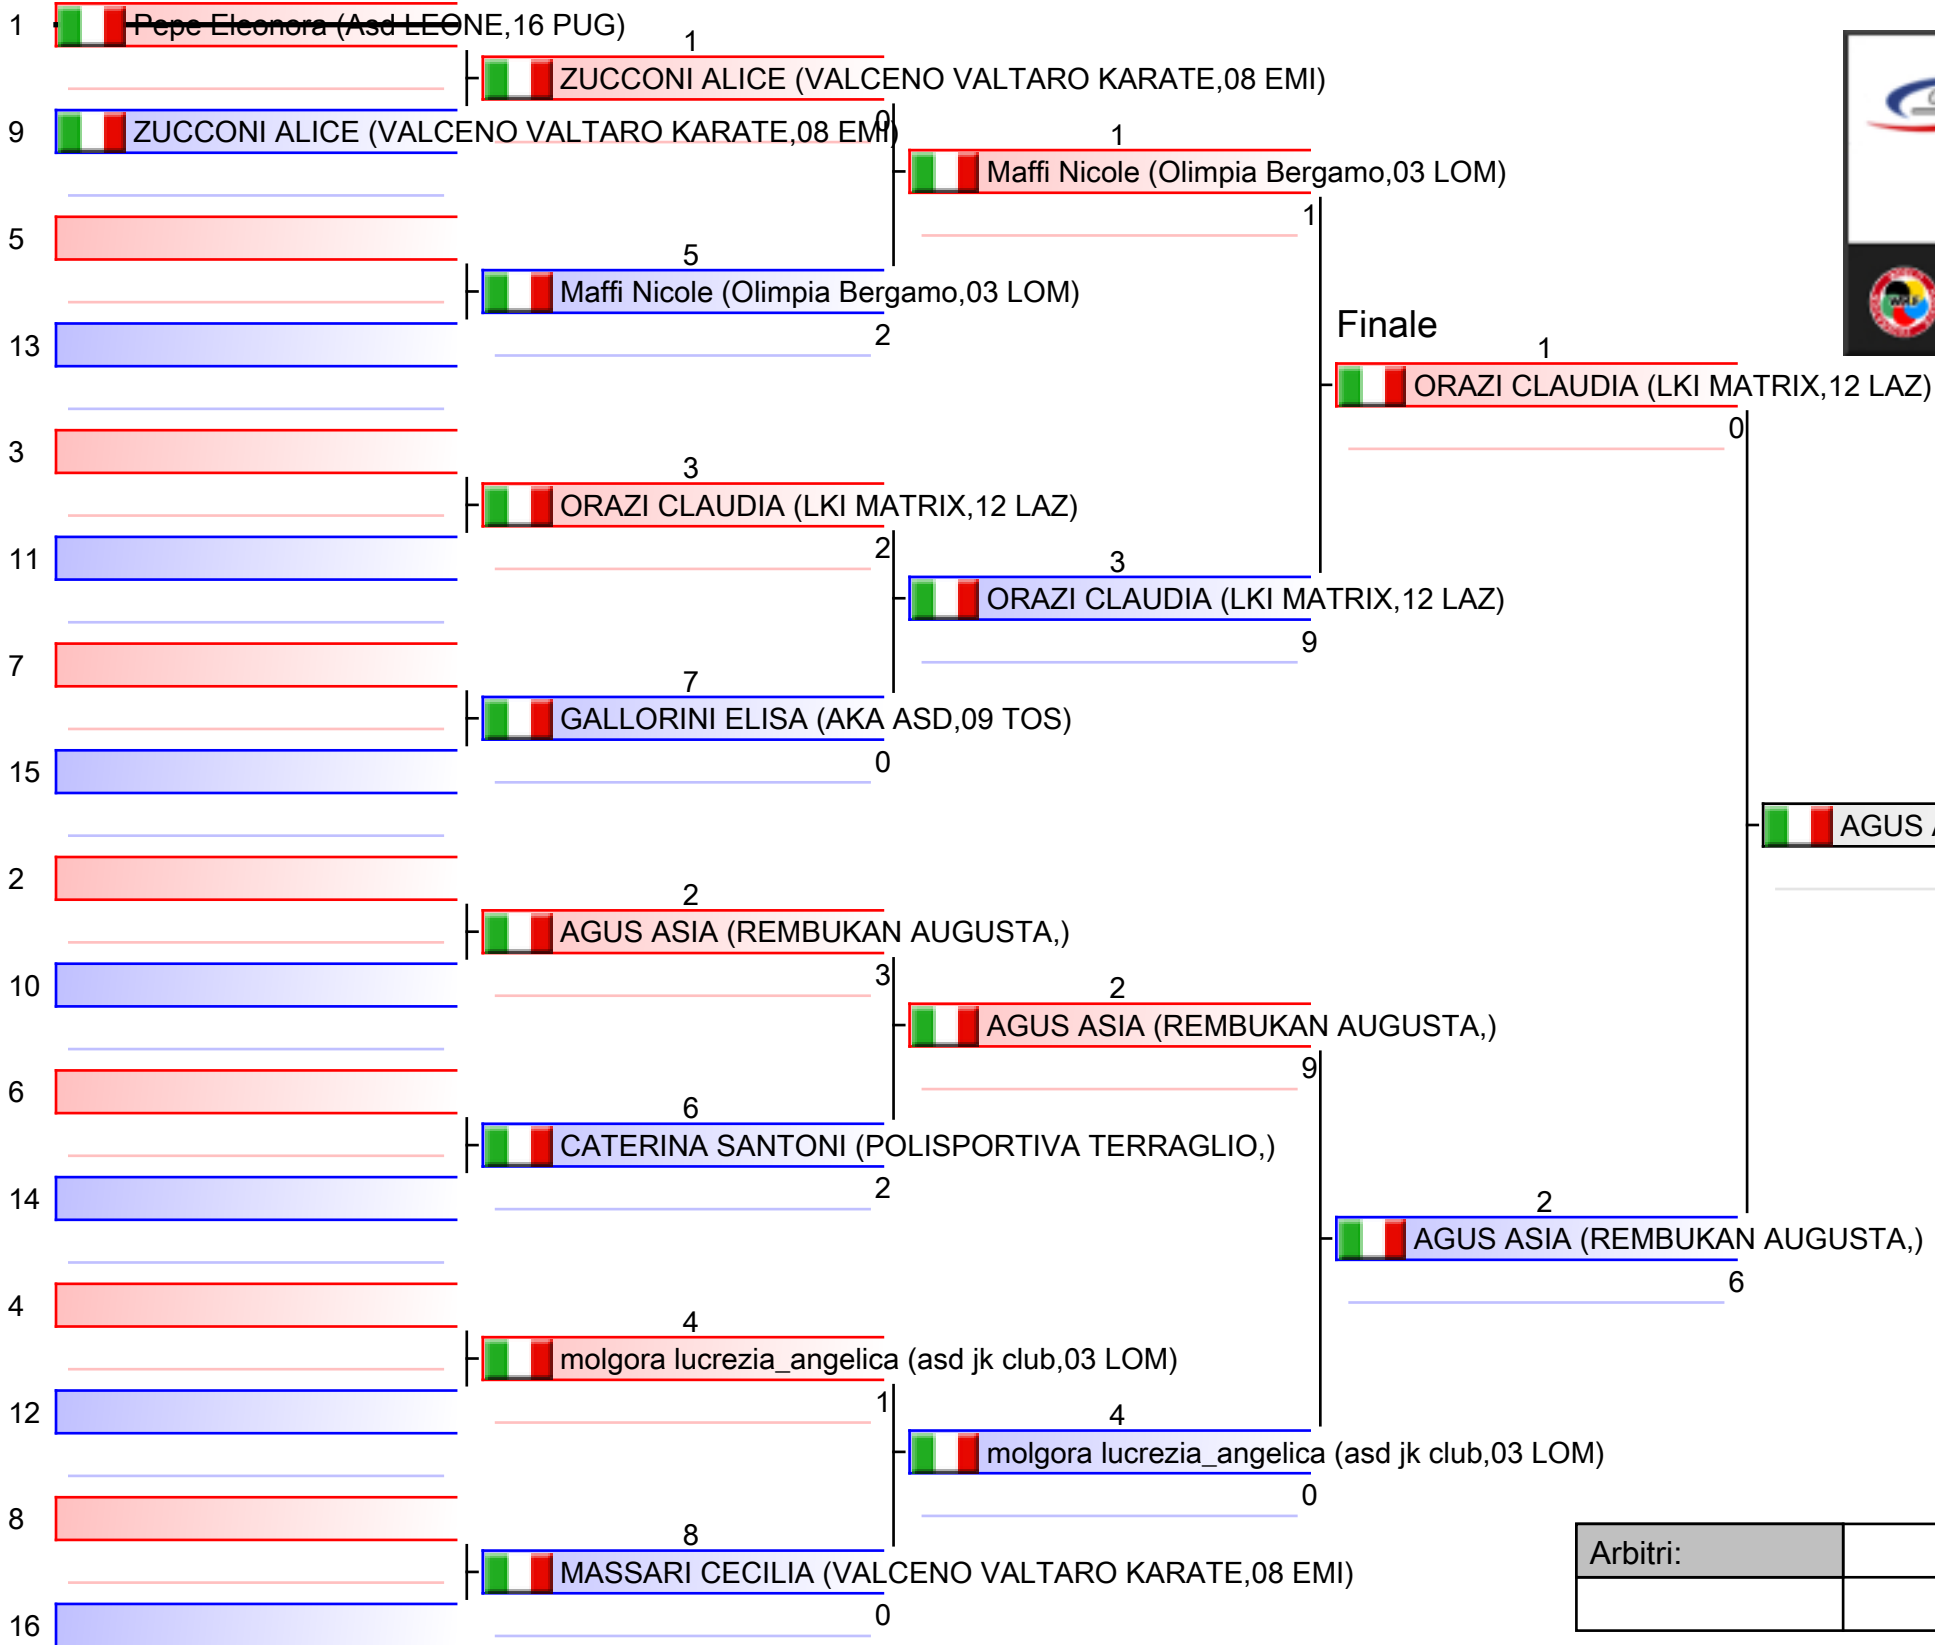 1 Pepe Eleonora (Asd LEONE,16 PUG)
1
ZUCCONI ALICE (VALCENO VALTARO KARATE,08 EMI)
0
9 ZUCCONI ALICE (VALCENO VALTARO KARATE,08 EMI)
1
Maffi Nicole (Olimpia Bergamo,03 LOM)
1
5
5
Maffi Nicole (Olimpia Bergamo,03 LOM)
2
13
Finale
1
ORAZI CLAUDIA (LKI MATRIX,12 LAZ)
0
3
3
ORAZI CLAUDIA (LKI MATRIX,12 LAZ)
2
11
3
ORAZI CLAUDIA (LKI MATRIX,12 LAZ)
9
7
7
GALLORINI ELISA (AKA ASD,09 TOS)
0
15
AGUS
2
2
AGUS ASIA (REMBUKAN AUGUSTA,)
3
10
2
AGUS ASIA (REMBUKAN AUGUSTA,)
9
6
6
CATERINA SANTONI (POLISPORTIVA TERRAGLIO,)
2
14
2
AGUS ASIA (REMBUKAN AUGUSTA,)
6
4
4
molgora lucrezia_angelica (asd jk club,03 LOM)
1
12
4
molgora lucrezia_angelica (asd jk club,03 LOM)
0
8
8
MASSARI CECILIA (VALCENO VALTARO KARATE,08 EMI)
0
16
Arbitri: